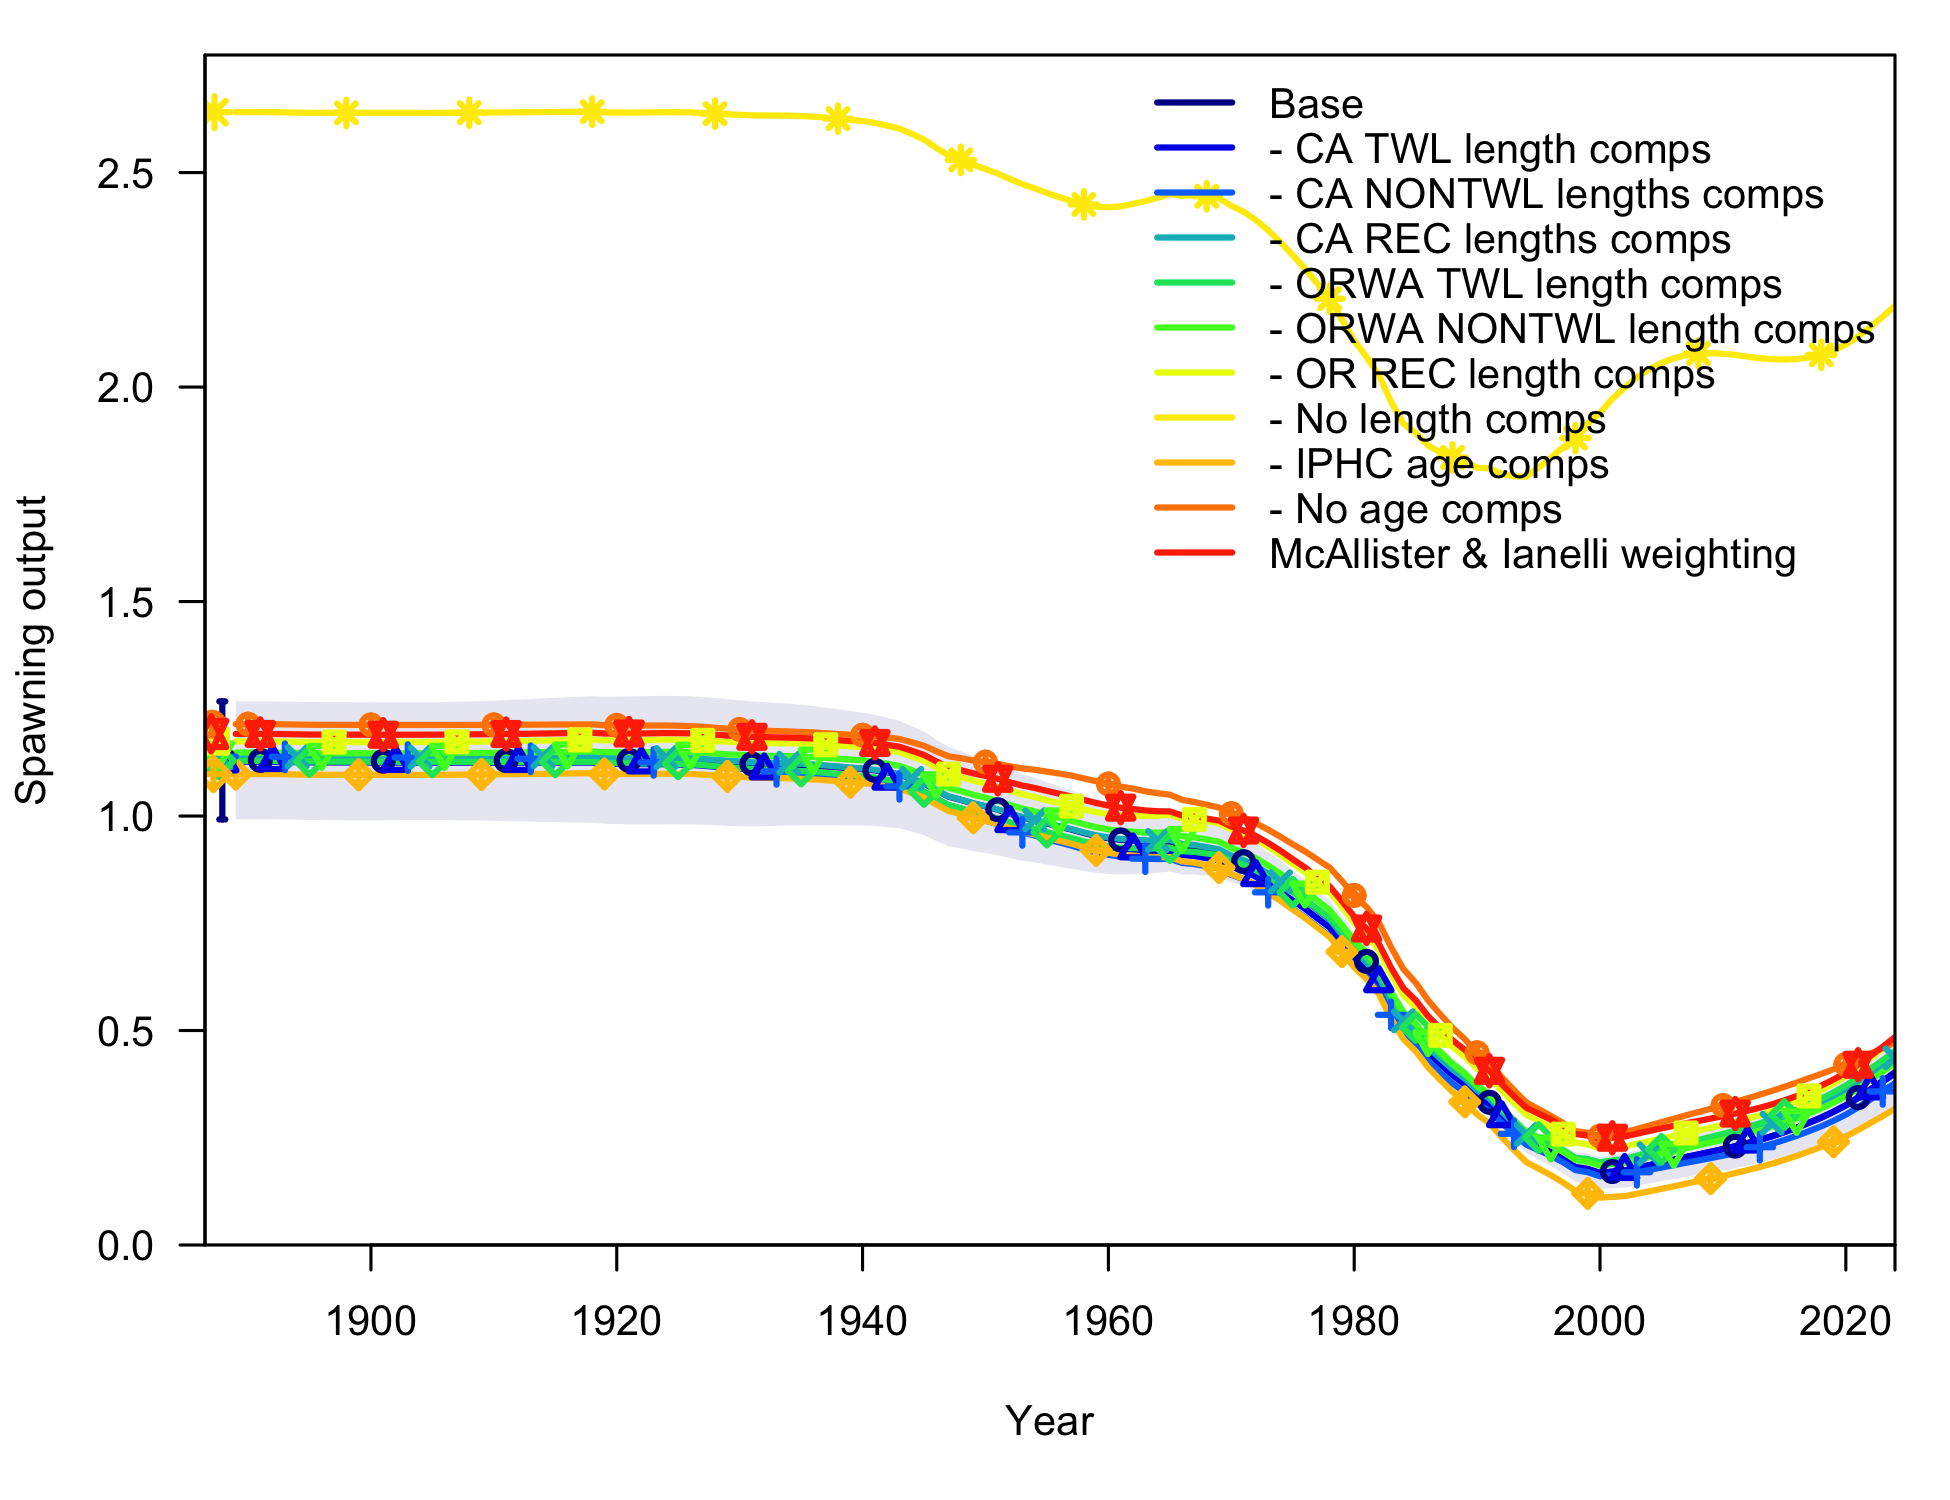 Base
- CA TWL length comps
- CA NONTWL lengths comps
- CA REC lengths comps
- ORWA TWL length comps
- ORWA NONTWL length comps
- OR REC length comps
- No length comps
- IPHC age comps
- No age comps
McAllister & Ianelli weighting
Spawning output
2.5
2.0
1.5
1.0
0.5
0.0
1900 1920 1940 1960 1980 2000 2020
Year